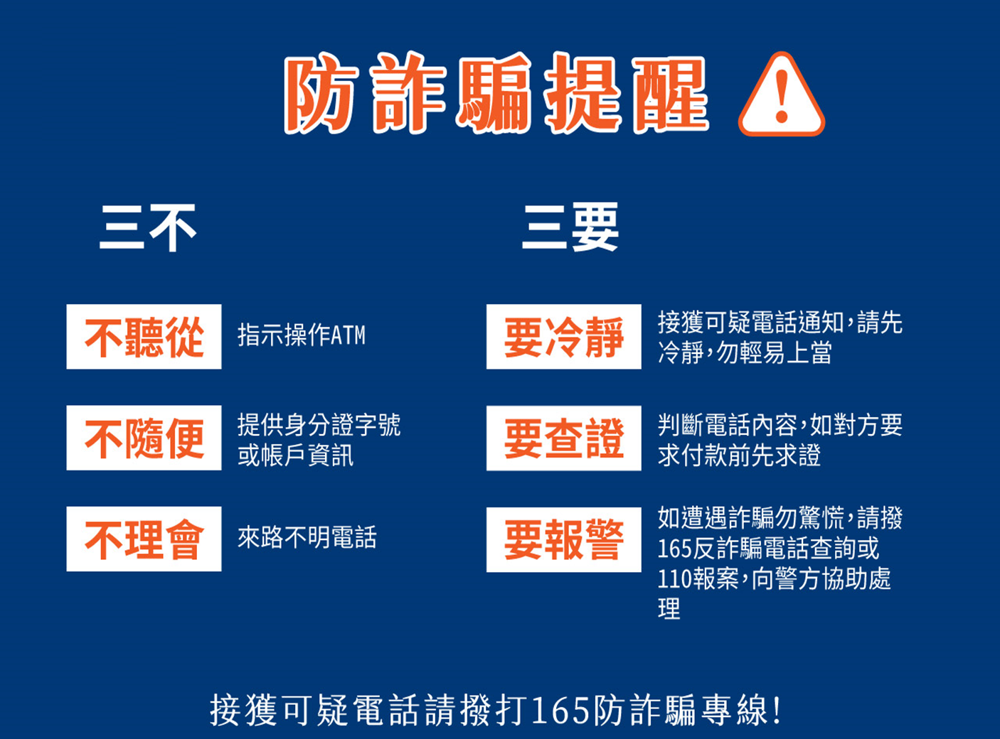 防詐騙提醒
三不
不聽從
指示操作ATM
不隨便
提供身分證字號
或帳戶資訊
不理會
來路不明電話
三要
要冷靜
接獲可疑電話通知,請先
冷靜,勿輕易上當
要查證
判斷電話內容,如對方要
求付款前先求證
要報警
如遭遇詐騙勿驚慌,請撥
165反詐騙電話查詢或
110報案,向警方協助處
理
接獲可疑電話請撥打165防詐騙專線!